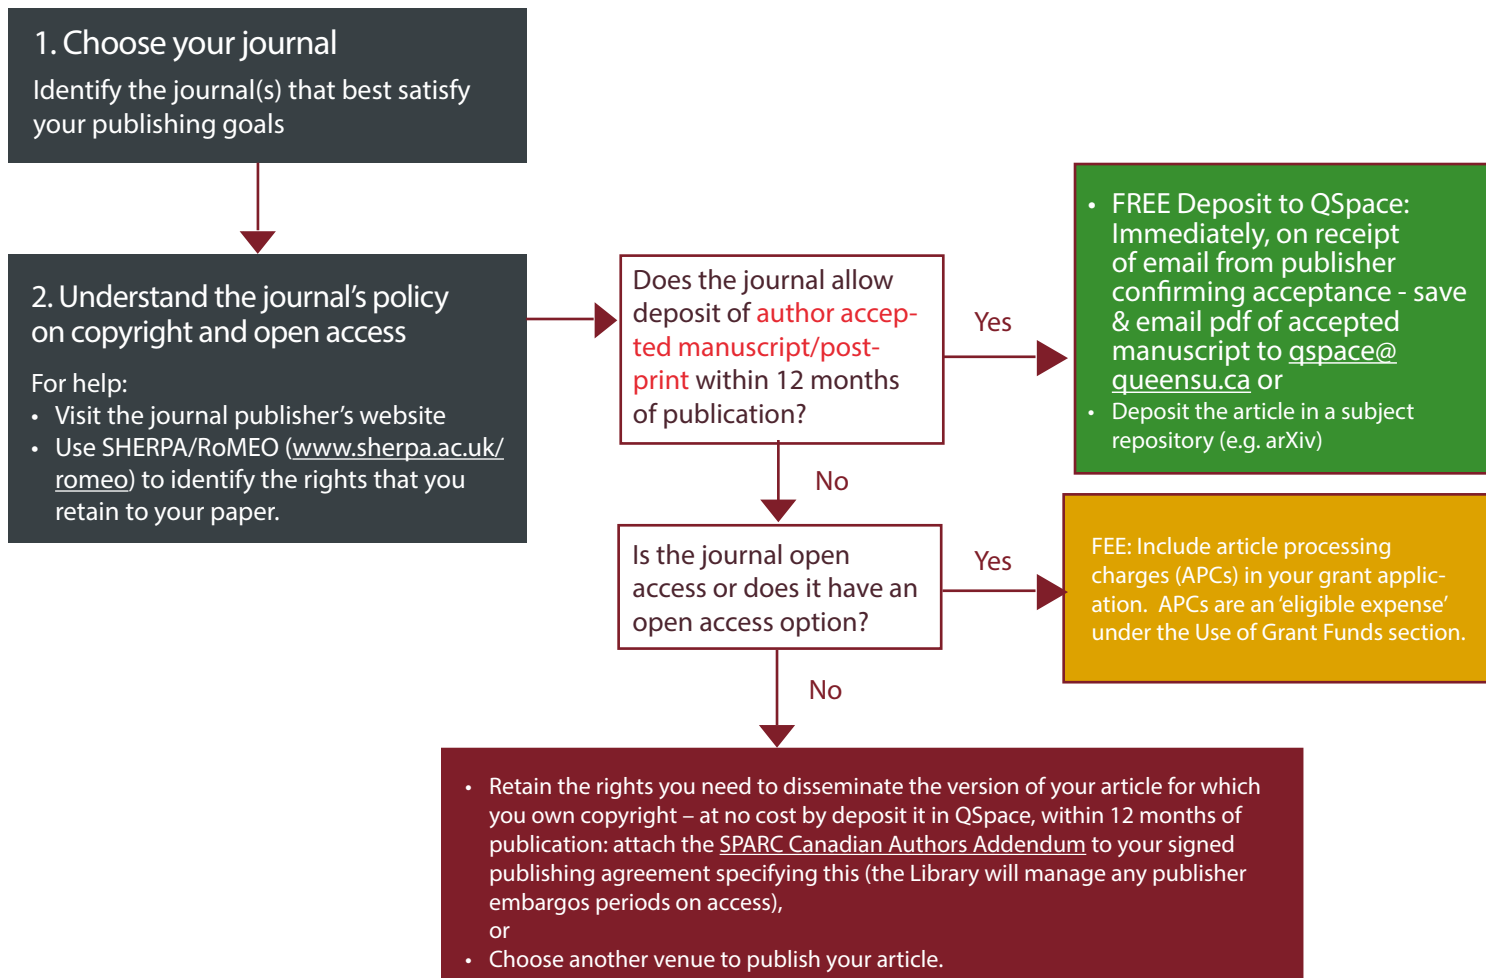 1. Choose your journal
Identify the journal(s) that best satisfy
your publishing goals
2. Understand the journal's policy
on copyright and open access
For help:
• Visit the journal publisher's website
• Use SHERPA/RoMEO (www.sherpa.ac.uk/
romeo) to identify the rights that you
retain to your paper.
Does the journal allow
deposit of author accep-
ted manuscript/post-
print within 12 months
of publication?
Yes
• FREE Deposit to QSpace:
Immediately, on receipt
of email from publisher
confirming acceptance - save
& email pdf of accepted
manuscript to qspace@
queensu.ca or
• Deposit the article in a subject
repository (e.g. arXiv)
No
Is the journal open
access or does it have an
open access option?
Yes
FEE: Include article processing
charges (APCs) in your grant applic-
ation. APCs are an 'eligible expense'
under the Use of Grant Funds section.
No
• Retain the rights you need to disseminate the version of your article for which
you own copyright – at no cost by deposit it in QSpace, within 12 months of
publication: attach the SPARC Canadian Authors Addendum to your signed
publishing agreement specifying this (the Library will manage any publisher
embargos periods on access),
or
• Choose another venue to publish your article.